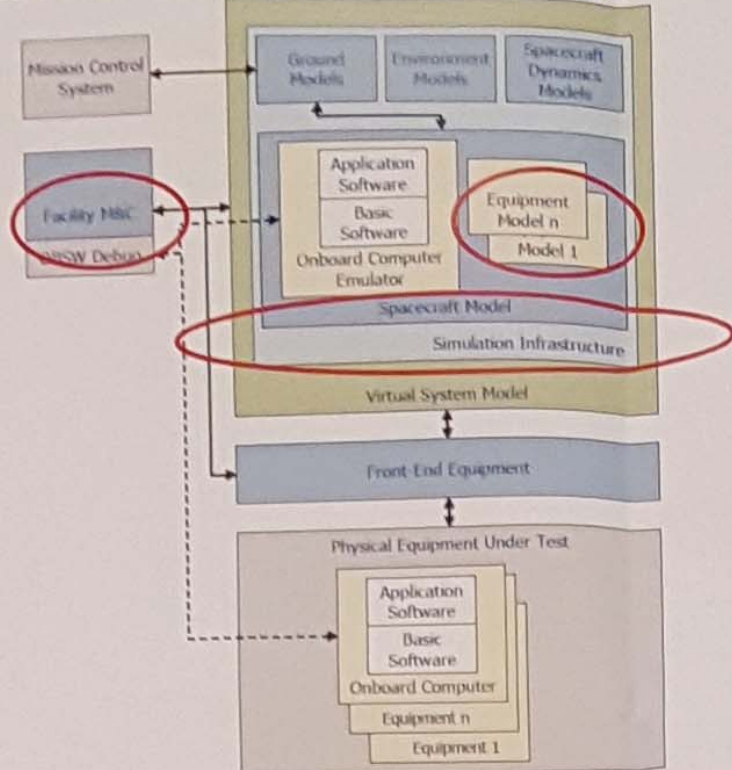 Mission Control
System
Ground
Models
Environment
Models
Spacecraft
Dynamics
Models
Facility M&C
OBSW Debug
Application
Software
Basic
Software
Onboard Computer
Emulator
Equipment
Model n
Model 1
Spacecraft Model
Simulation Infrastructure
Virtual System Model
Front-End Equipment
Physical Equipment Under Test
Application
Software
Basic
Software
Onboard Computer
Equipment n
Equipment 1